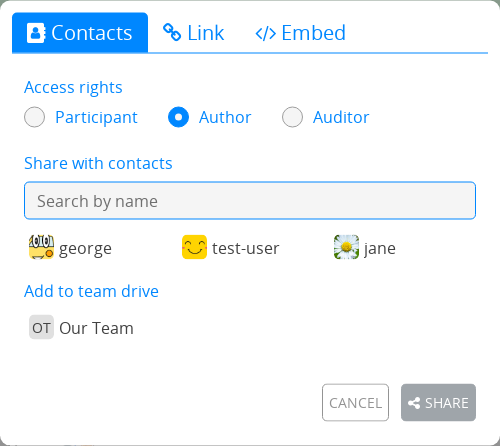 Contacts Link Embed
Access rights
Participant Author Auditor
Share with contacts
Search by name
george test-user jane
Add to team drive
OT Our Team
CANCEL SHARE